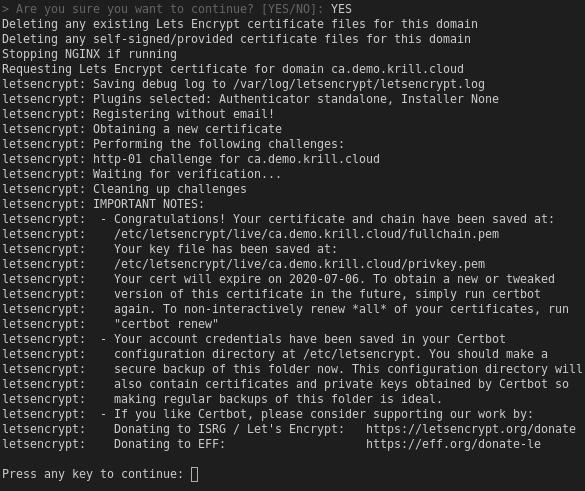 > Are you sure you want to continue? [YES/NO]: YES
Deleting any existing Lets Encrypt certificate files for this domain
Deleting any self-signed/provided certificate files for this domain
Stopping NGINX if running
Requesting Lets Encrypt certificate for domain ca.demo.krill.cloud
letsencrypt: Saving debug log to /var/log/letsencrypt/letsencrypt.log
letsencrypt: Plugins selected: Authenticator standalone, Installer None
letsencrypt: Registering without email!
letsencrypt: Obtaining a new certificate
letsencrypt: Performing the following challenges:
letsencrypt: http-01 challenge for ca.demo.krill.cloud
letsencrypt: Waiting for verification...
letsencrypt: Cleaning up challenges
letsencrypt: IMPORTANT NOTES:
letsencrypt:  - Congratulations! Your certificate and chain have been saved at:
letsencrypt:    /etc/letsencrypt/live/ca.demo.krill.cloud/fullchain.pem
letsencrypt:    Your key file has been saved at:
letsencrypt:    /etc/letsencrypt/live/ca.demo.krill.cloud/privkey.pem
letsencrypt:    Your cert will expire on 2020-07-06. To obtain a new or tweaked
letsencrypt:    version of this certificate in the future, simply run certbot
letsencrypt:    again. To non-interactively renew *all* of your certificates, run
letsencrypt:    "certbot renew"
letsencrypt:  - Your account credentials have been saved in your Certbot
letsencrypt:    configuration directory at /etc/letsencrypt. You should make a
letsencrypt:    secure backup of this folder now. This configuration directory will
letsencrypt:    also contain certificates and private keys obtained by Certbot so
letsencrypt:    making regular backups of this folder is ideal.
letsencrypt:  - If you like Certbot, please consider supporting our work by:
letsencrypt:    Donating to ISRG / Let's Encrypt:   https://letsencrypt.org/donate
letsencrypt:    Donating to EFF:                    https://eff.org/donate-le
Press any key to continue: